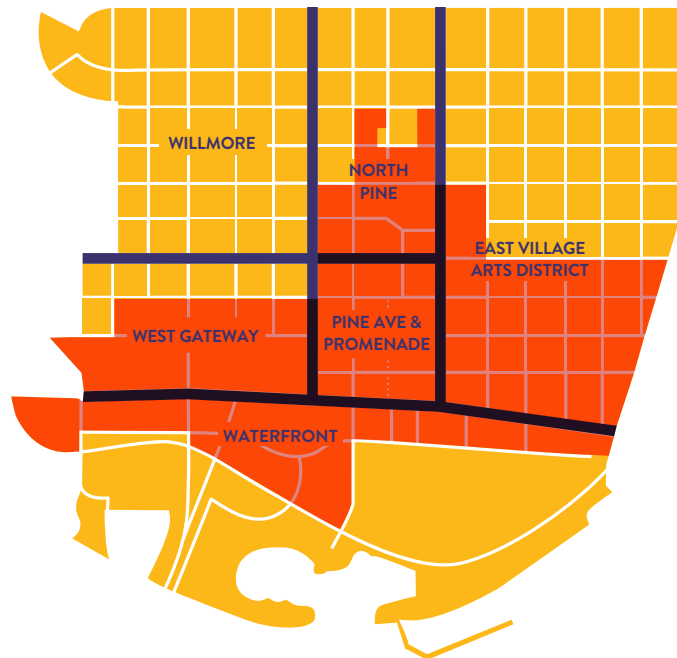 WILLMORE
NORTH
PINE
EAST VILLAGE
ARTS DISTRICT
PINE AVE &
PROMENADE
WEST GATEWAY
WATERFRONT